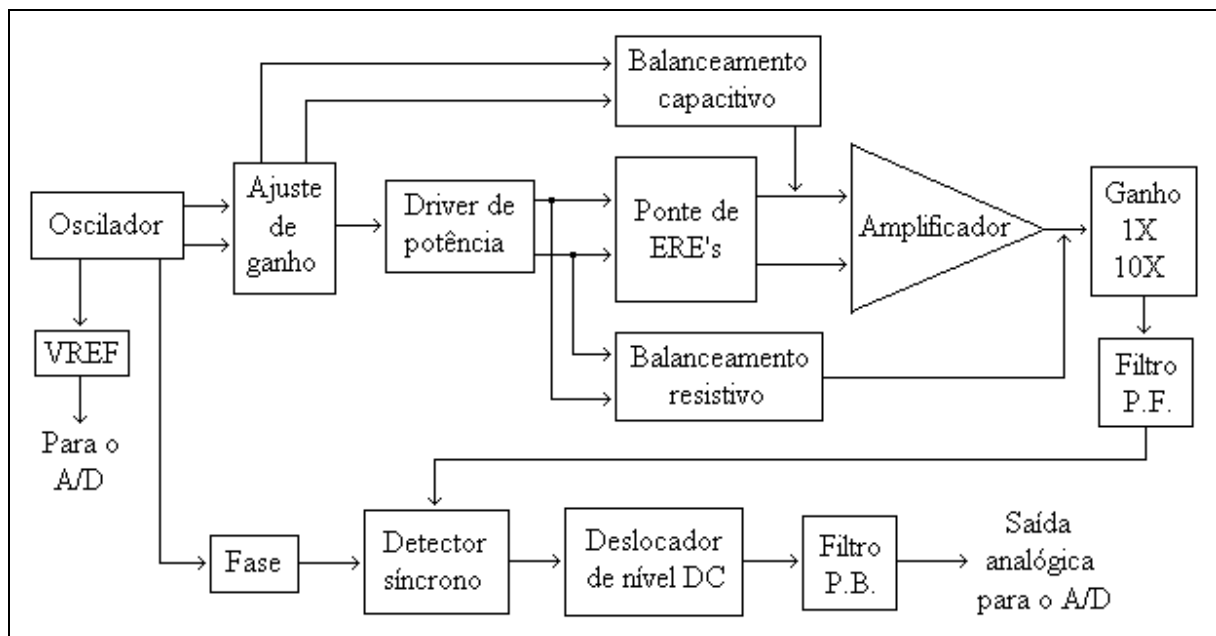 Balanceamento
capacitivo
Oscilador
Ajuste
de
ganho
Driver de
potência
Ponte de
ERE's
Amplificador
Ganho
1X
10X
VREF
Balanceamento
resistivo
Filtro
P.F.
Para o
A/D
Fase
Detector
síncrono
Deslocador
de nível DC
Filtro
P.B.
Saída
analógica
para o A/D